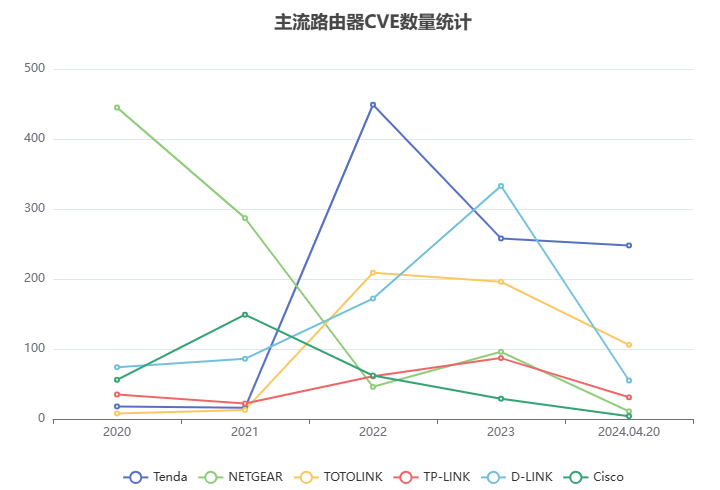 主流路由器CVE数量统计
500
400
300
200
100
0
2020 2021 2022 2023 2024.04.20
Tenda NETGEAR TOTOLINK TP-LINK D-LINK Cisco